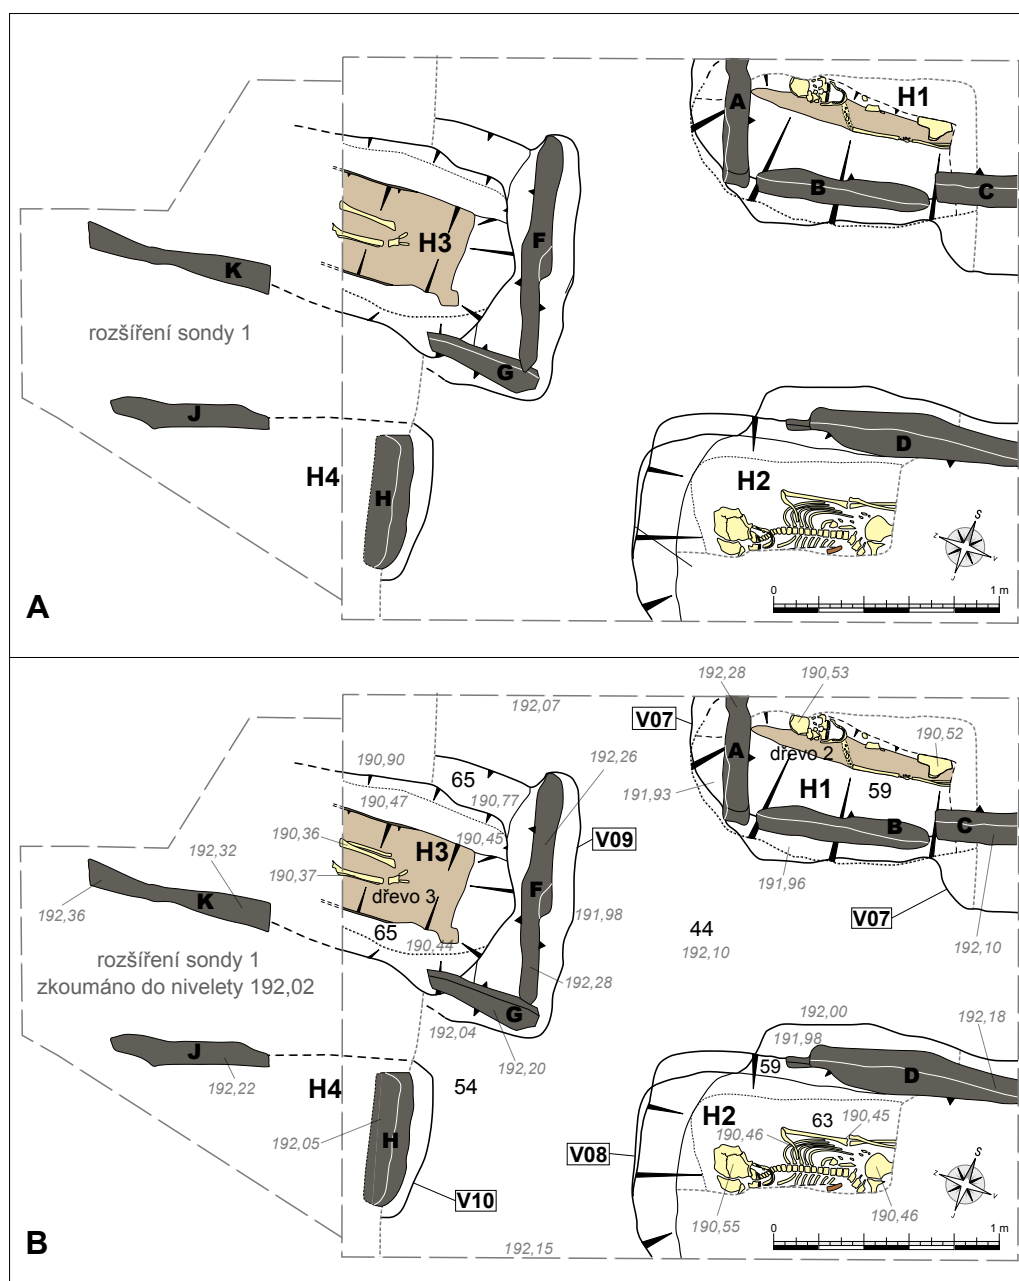 A
H1
B
C
F
H3
K
rozšíření sondy 1
G
J
D
H4
H
H2
S
z
v
J
0
1 m
A
192,28
190,53
192,07
V07
A
190,52
dřevo 2
190,90
65
192,26
H1
59
191,93
190,47
190,77
190,36
190,45
B
C
H3
V09
192,32
190,37
K
dřevo 3
F
191,96
192,36
191,98
V07
65
190,44
44
192,10
192,10
rozšíření sondy 1
zkoumáno do nivelety 192,02
192,28
G
192,04
192,00
192,18
J
192,20
191,98
59
D
192,22
H4
54
H2
63
190,45
192,05
H
190,46
V08
V10
190,55
190,46
S
z
v
J
0
1 m
192,15
B